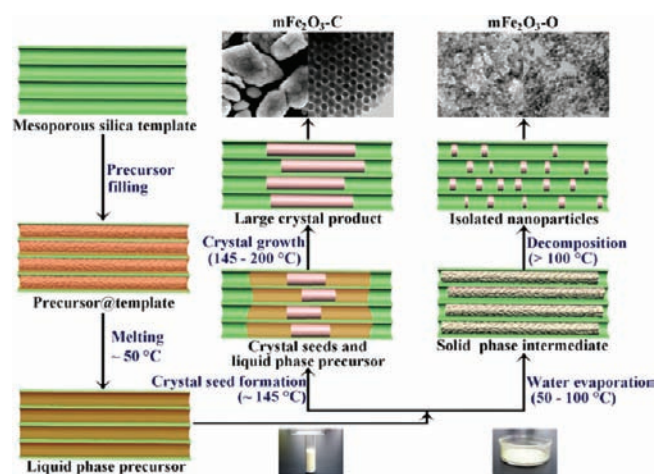 mFe₂O₃-C
mFe₂O₃-O
Mesoporous silica template
Precursor
filling
Large crystal product
Isolated nanoparticles
Crystal growth
(145 - 200 °C)
Decomposition
(> 100 °C)
Precursor@template
Melting
~ 50 °C
Crystal seeds and
liquid phase precursor
Solid phase intermediate
Crystal seed formation
(~ 145 °C)
Water evaporation
(50 - 100 °C)
Liquid phase precursor